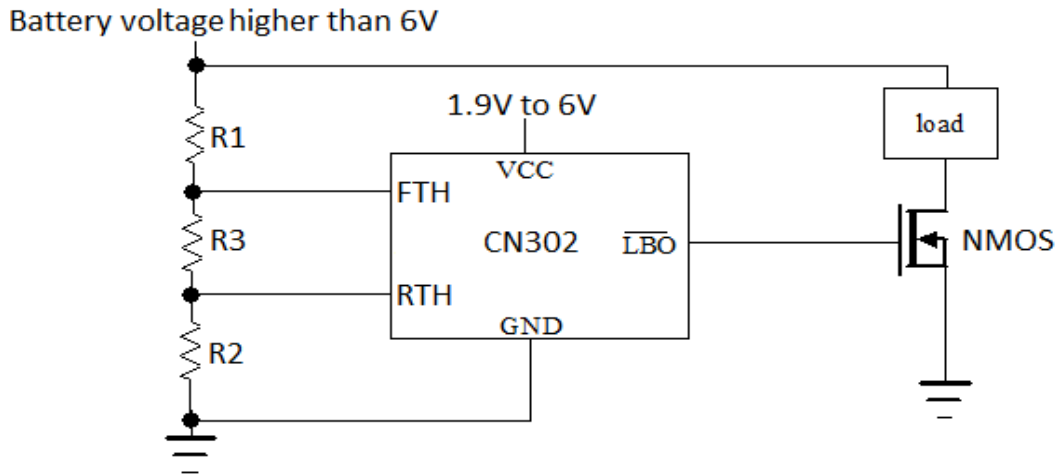 Battery voltage higher than 6V
1.9V to 6V
load
R1
VCC
FTH
R3
CN302
LBO
NMOS
RTH
GND
R2